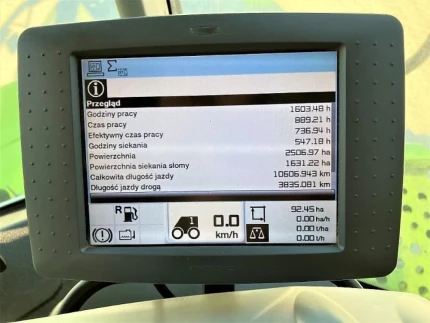 Przegląd
Godziny pracy 1603.48 h
Czas pracy 889.21 h
Efektywny czas pracy 736.94 h
Godziny siekania 547.18 h
Powierzchnia 2506.97 ha
Powierzchnia siekania słomy 1631.22 ha
Całkowita długość jazdy 10606.943 km
Długość jazdy drogą 3835.081 km
R
1
0.0
km/h
92.45 ha
0.00 ha/h
0.00 t/ha
0.00 t/h